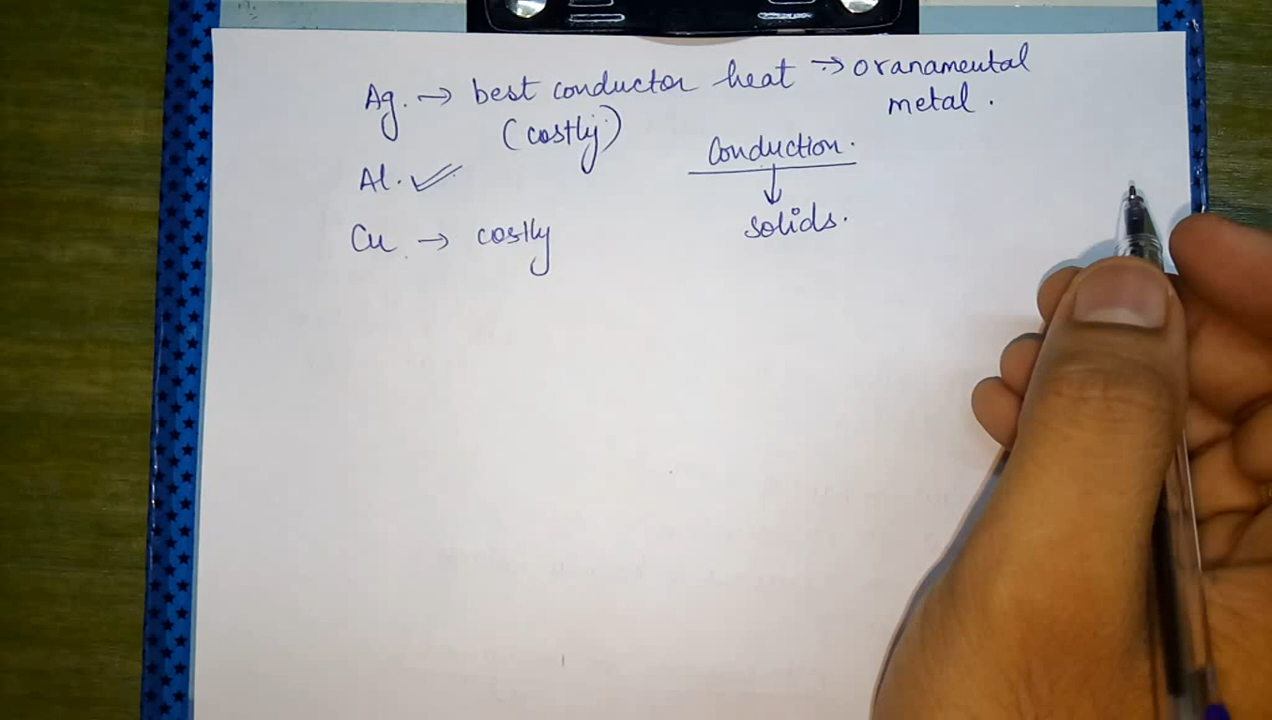 Ag. → best conductor heat → oranamental
metal.
(costly)
Conduction.
Al. ✓
↓
solids.
Cu → costly